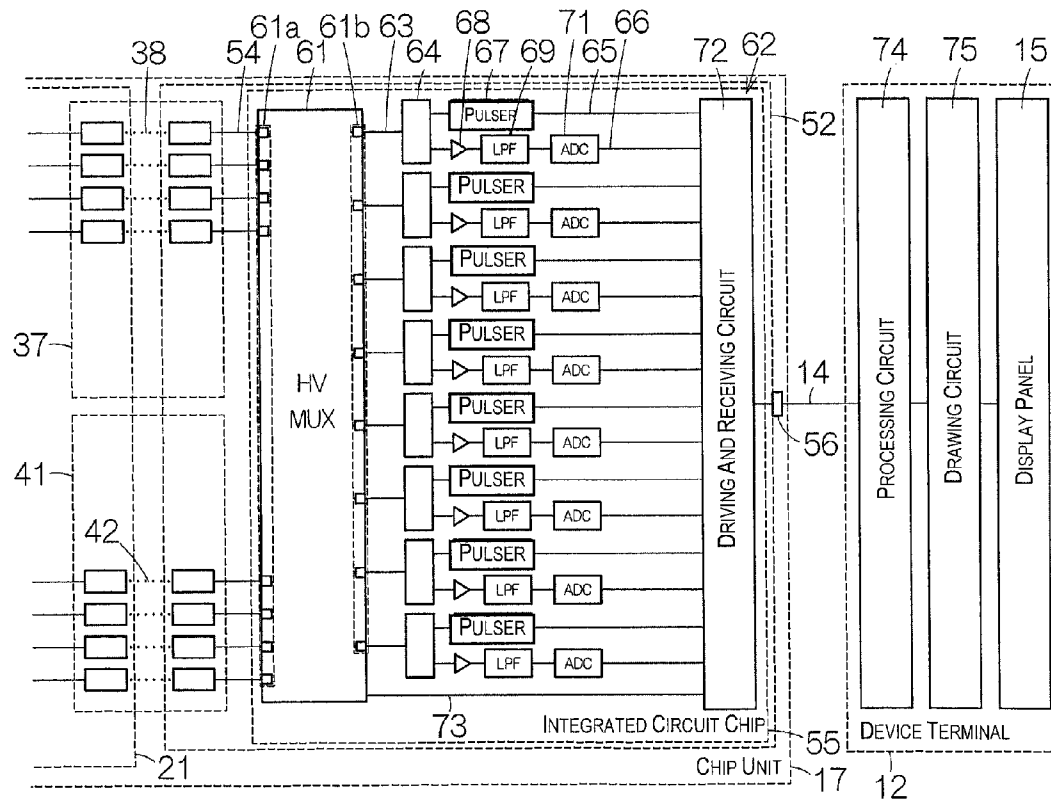 38 54 61a 61 61b 63 64 68 67 69 71 65 66 72 62 74 75 15
PULSER
LPF ADC
52
PULSER
LPF ADC
PULSER
LPF ADC
37
PULSER
LPF ADC
HV
MUX
14
PULSER
LPF ADC
56
41
PULSER
LPF ADC
42
PULSER
LPF ADC
PULSER
LPF ADC
DRIVING AND RECEIVING CIRCUIT
PROCESSING CIRCUIT
DRAWING CIRCUIT
DISPLAY PANEL
73
INTEGRATED CIRCUIT CHIP
55
DEVICE TERMINAL
21
CHIP UNIT
17
12